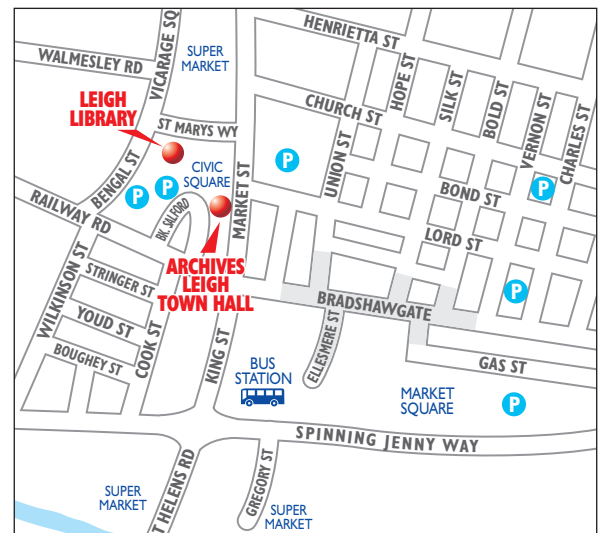 HENRIETTA ST
VICARAGE SQ
SUPER
MARKET
WALMESLEY RD
HOPE ST
SILK ST
BOLD ST
VERNON ST
CHARLES ST
LEIGH
LIBRARY
CHURCH ST
ST MARYS WY
UNION ST
P
CIVIC
SQUARE
BENGAL ST
P
P
MARKET ST
BOND ST
P
RAILWAY RD
BK. SALFORD
LORD ST
WILKINSON ST
ARCHIVES
LEIGH
TOWN HALL
STRINGER ST
P
BRADSHAWGATE
YOUD ST
COOK ST
KING ST
ELLESMERE ST
BOUGHEY ST
BUS
STATION
GAS ST
MARKET
SQUARE
P
SPINNING JENNY WAY
T HELENS RD
GREGORY ST
SUPER
MARKET
SUPER
MARKET